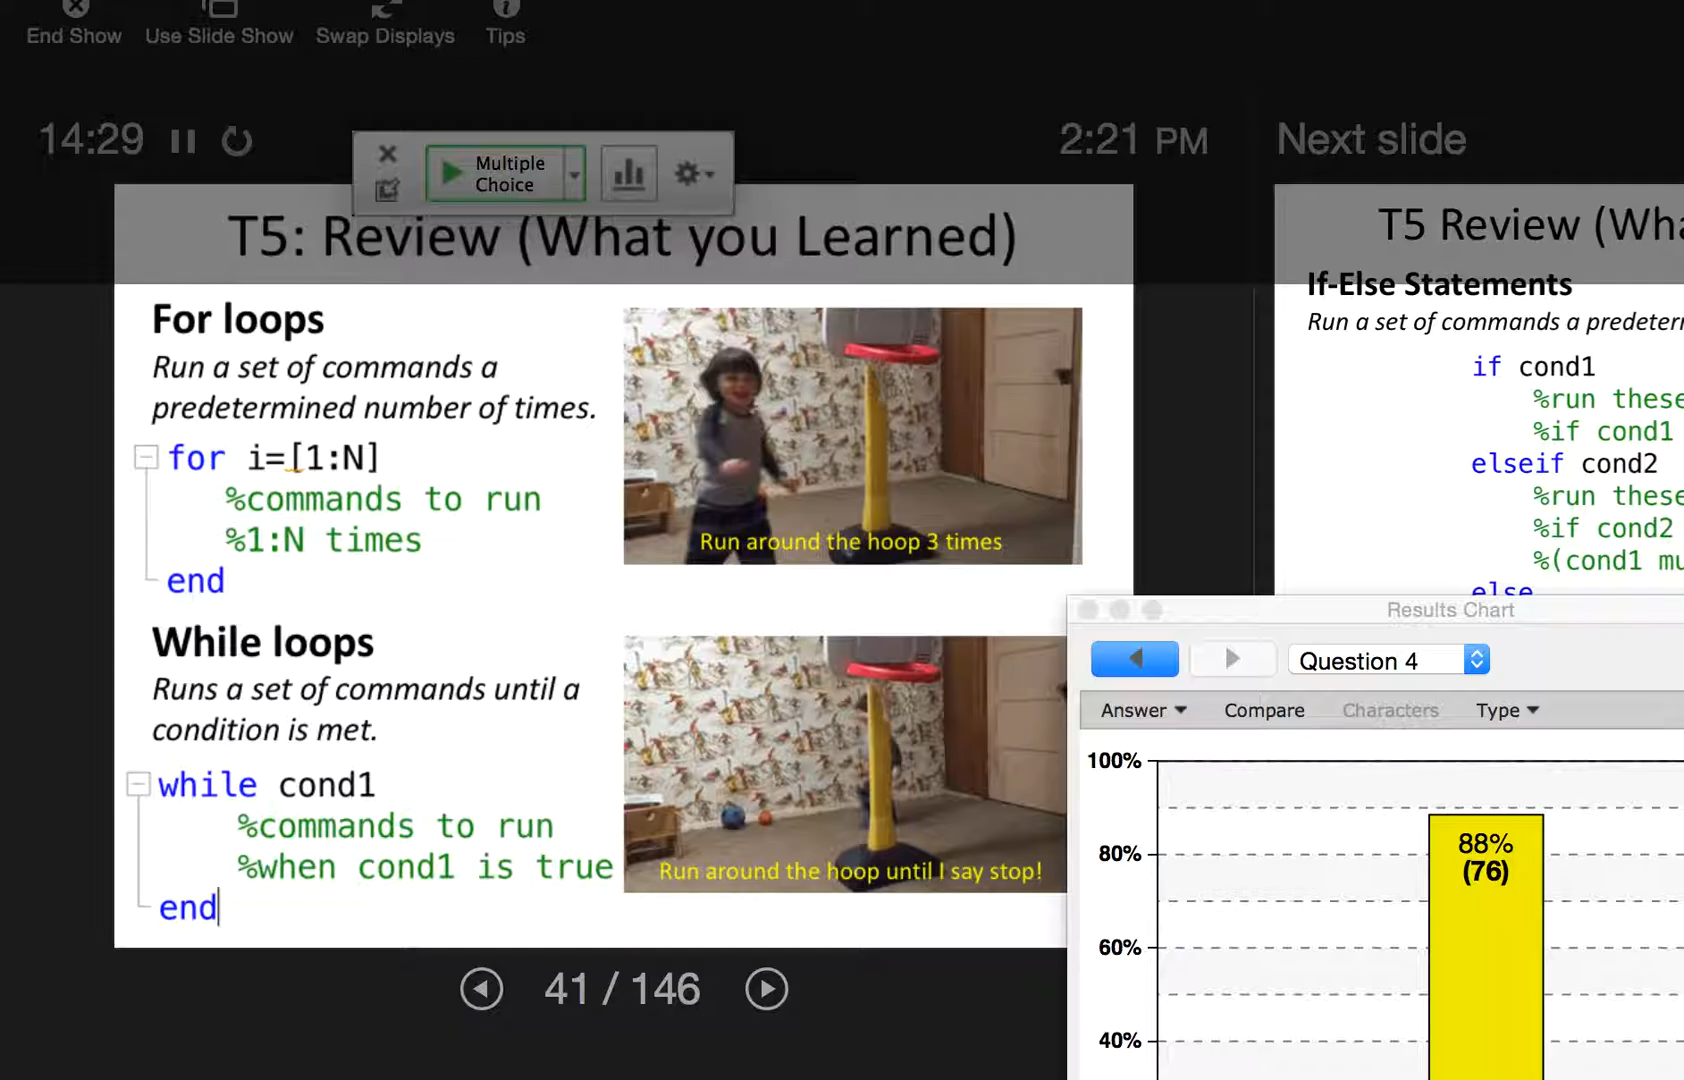 End Show
Use Slide Show
Swap Displays
Tips
14:29
2:21 PM
Next slide
Multiple
Choice
T5: Review (What you Learned)
For loops
Run a set of commands a
predetermined number of times.
for i=[1:N]
%commands to run
%1:N times
end
Run around the hoop 3 times
While loops
Runs a set of commands until a
condition is met.
while cond1
%commands to run
%when cond1 is true
end
Run around the hoop until I say stop!
41 / 146
T5 Review
If-Else Statements
Run a set of commands a
if cond1
%run these
%if cond1
elseif cond2
%run these
%if cond2
%(cond1
else
Results Chart
Question 4
Answer
Compare
Characters
Type
100%
80%
60%
40%
88%
(76)